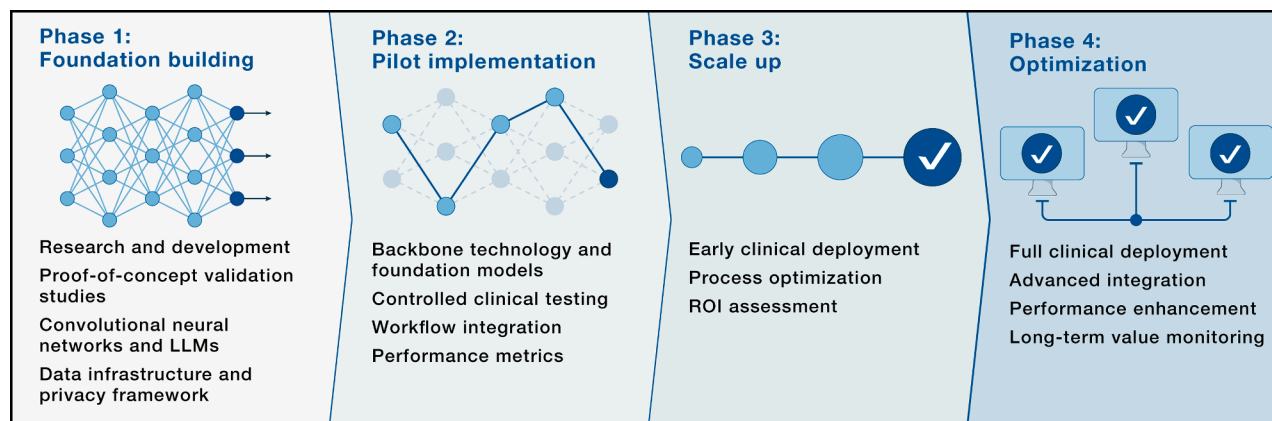 Phase 1:
Foundation building
Research and development
Proof-of-concept validation
studies
Convolutional neural
networks and LLMs
Data infrastructure and
privacy framework
Phase 2:
Pilot implementation
Backbone technology and
foundation models
Controlled clinical testing
Workflow integration
Performance metrics
Phase 3:
Scale up
Early clinical deployment
Process optimization
ROI assessment
Phase 4:
Optimization
Full clinical deployment
Advanced integration
Performance enhancement
Long-term value monitoring